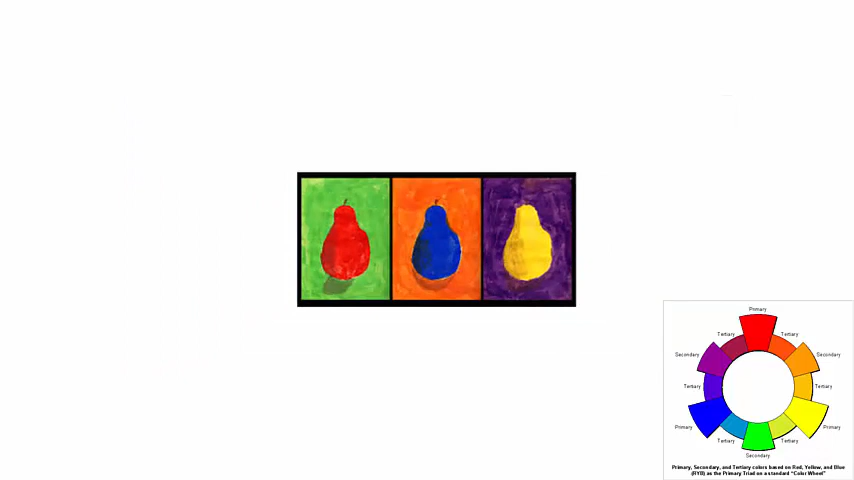 Primary
Tertiary
Tertiary
Secondary
Secondary
Tertiary
Tertiary
Primary
Primary
Tertiary
Tertiary
Secondary
Primary, Secondary, and Tertiary colors based on Red, Yellow, and Blue
(RYB) as the Primary Triad on a standard "Color Wheel"